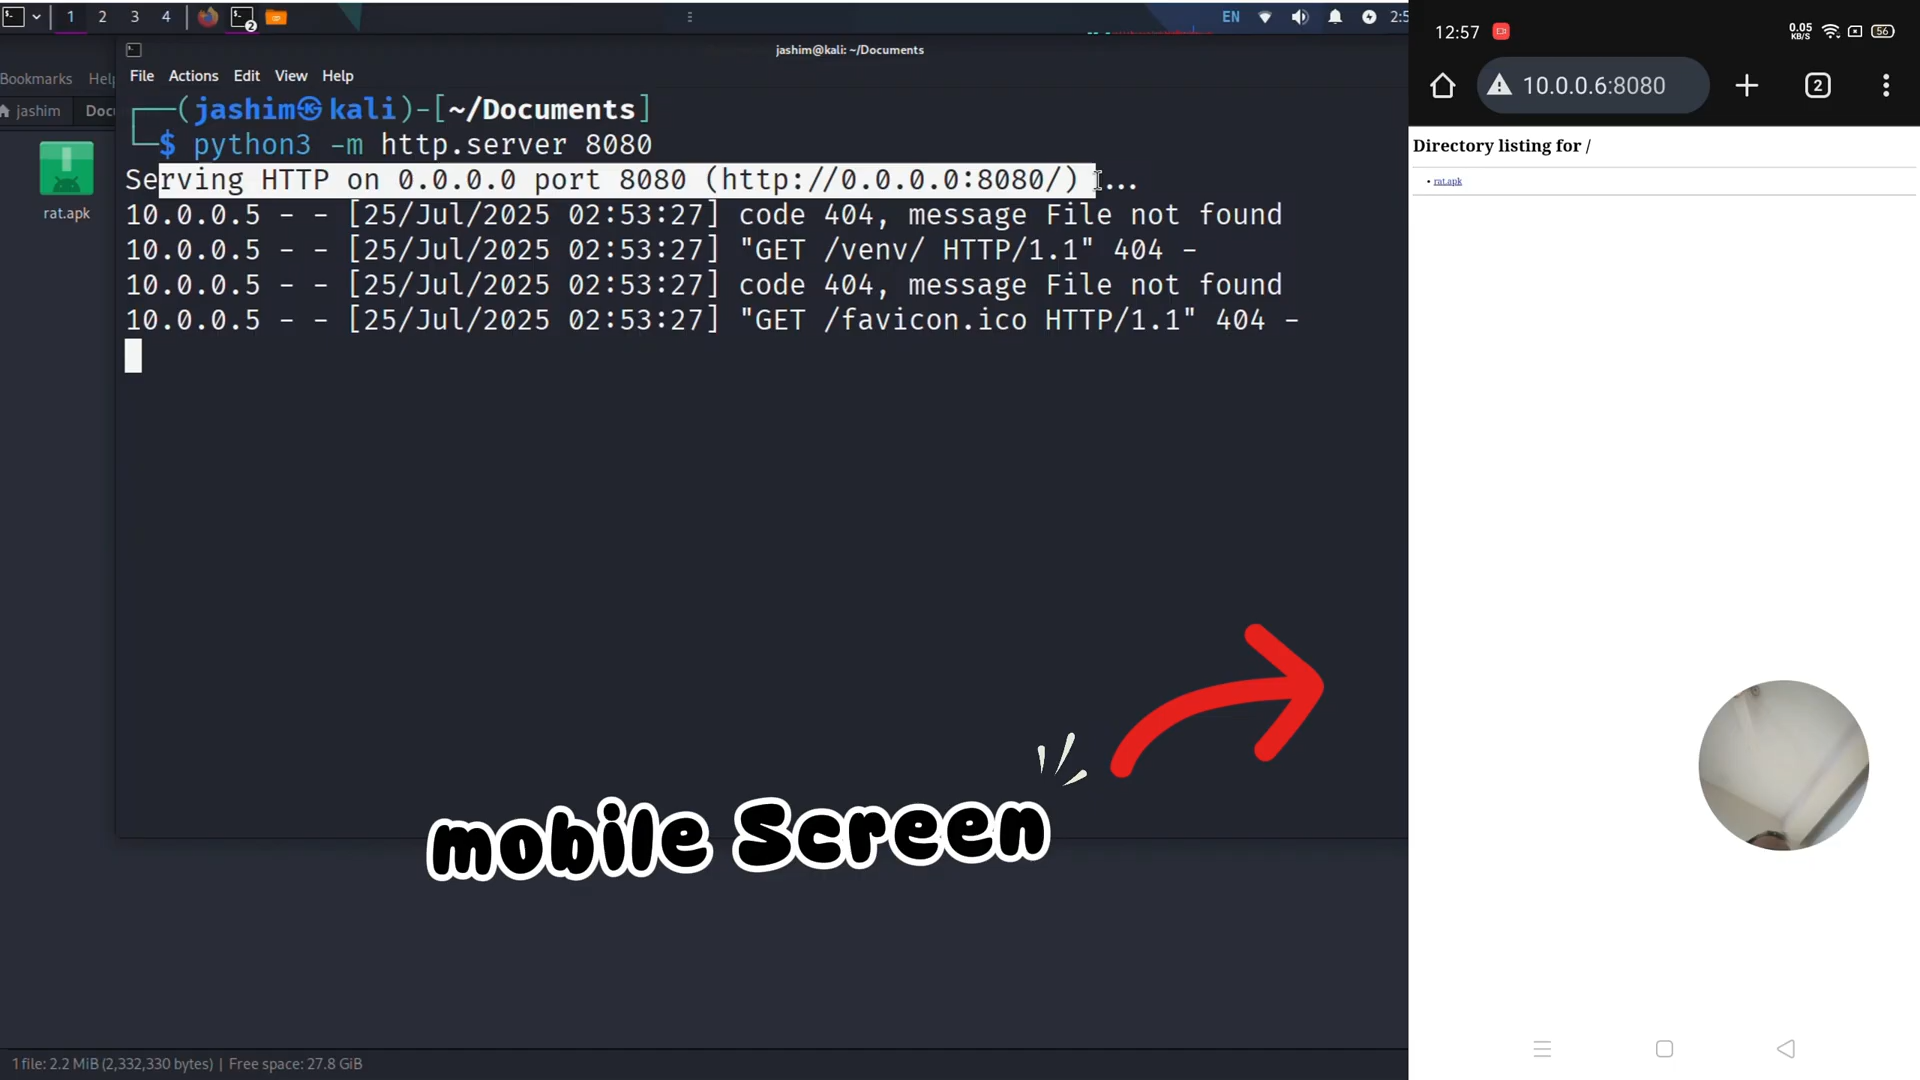 1 2 3 4
2
EN
jashim@kali: ~/Documents
File Actions Edit View Help
Bookmarks
jashim
rat.apk
(jashim㉿kali)-[~/Documents]
$ python3 -m http.server 8080
Serving HTTP on 0.0.0.0 port 8080 (http://0.0.0.0:8080/) ...
10.0.0.5 - - [25/Jul/2025 02:53:27] code 404, message File not found
10.0.0.5 - - [25/Jul/2025 02:53:27] "GET /venv/ HTTP/1.1" 404 -
10.0.0.5 - - [25/Jul/2025 02:53:27] code 404, message File not found
10.0.0.5 - - [25/Jul/2025 02:53:27] "GET /favicon.ico HTTP/1.1" 404 -
mobile Screen
1 file: 2.2 MiB (2,332,330 bytes) | Free space: 27.8 GiB
12:57
0.05 KB/S
56
10.0.0.6:8080
2
Directory listing for /
• rat.apk